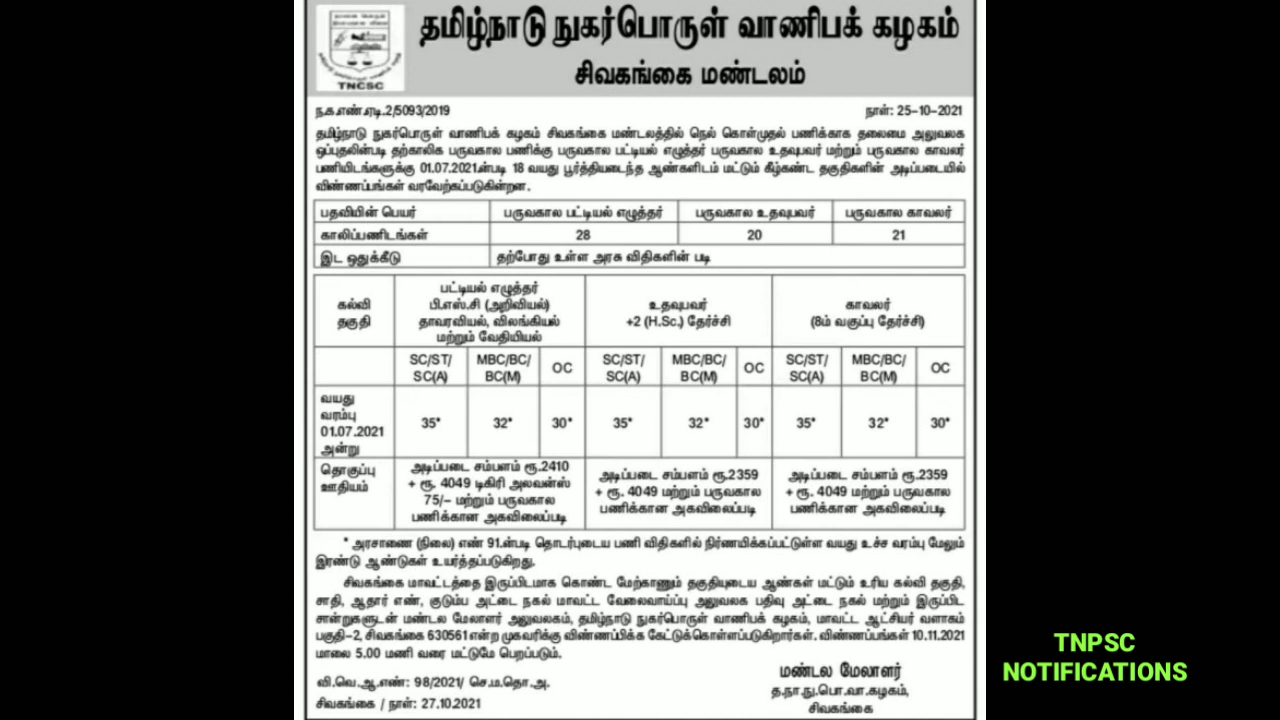 தமிழ்நாடு நுகர்பொருள் வாணிபக் கழகம்
சிவகங்கை மண்டலம்
TNCSC
ந.க.எண்.ஏடி.2/5093/2019 நாள்: 25-10-2021
தமிழ்நாடு நுகர்பொருள் வாணிபக் கழகம் சிவகங்கை மண்டலத்தில் நெல் கொள்முதல் பணிக்காக தலைமை அலுவலக
ஒப்புதலின்படி தற்காலிக பருவகால பணிக்கு பருவகால பட்டியல் எழுத்தர் பருவகால உதவுபவர் மற்றும் பருவகால காவலர்
பணியிடங்களுக்கு 01.07.2021ன்படி 18 வயது பூர்த்தியடைந்த ஆண்களிடம் மட்டும் கீழ்கண்ட தகுதிகளின் அடிப்படையில்
விண்ணப்பங்கள் வரவேற்கப்படுகின்றன.
பதவியின் பெயர் பருவகால பட்டியல் எழுத்தர் பருவகால உதவுபவர் பருவகால காவலர்
காலிப்பணிடங்கள் 28 20 21
இட ஒதுக்கீடு தற்போது உள்ள அரசு விதிகளின் படி
கல்வி தகுதி
பட்டியல் எழுத்தர்
பி.எஸ்.சி (அறிவியல்)
தாவரவியல், விலங்கியல்
மற்றும் வேதியியல்
உதவுபவர்
+2 (H.Sc.) தேர்ச்சி
காவலர்
(8ம் வகுப்பு தேர்ச்சி)
SC/ST/ SC(A) MBC/BC/ BC(M) OC SC/ST/ SC(A) MBC/BC/ BC(M) OC SC/ST/ SC(A) MBC/BC/ BC(M) OC
வயது
வரம்பு
01.07.2021
அன்று
35* 32* 30* 35* 32* 30* 35* 32* 30*
தொகுப்பு
ஊதியம்
அடிப்படை சம்பளம் ரூ.2410
+ ரூ. 4049 டிகிரி அலவன்ஸ்
75/– மற்றும் பருவகால
பணிக்கான அகவிலைப்படி
அடிப்படை சம்பளம் ரூ.2359
+ ரூ. 4049 மற்றும் பருவகால
பணிக்கான அகவிலைப்படி
அடிப்படை சம்பளம் ரூ.2359
+ ரூ. 4049 மற்றும் பருவகால
பணிக்கான அகவிலைப்படி
* அரசாணை (நிலை) எண் 91.ன்படி தொடர்புடைய பணி விதிகளில் நிர்ணயிக்கப்பட்டுள்ள வயது உச்ச வரம்பு மேலும்
இரண்டு ஆண்டுகள் உயர்த்தப்படுகிறது.
சிவகங்கை மாவட்டத்தை இருப்பிடமாக கொண்ட மேற்காணும் தகுதியுடைய ஆண்கள் மட்டும் உரிய கல்வி தகுதி,
சாதி, ஆதார் எண், குடும்ப அட்டை நகல் மாவட்ட வேலைவாய்ப்பு அலுவலக பதிவு அட்டை நகல் மற்றும் இருப்பிட
சான்றுகளுடன் மண்டல மேலாளர் அலுவலகம், தமிழ்நாடு நுகர்பொருள் வாணிபக் கழகம், மாவட்ட ஆட்சியர் வளாகம்
பகுதி–2, சிவகங்கை 630561 என்ற முகவரிக்கு விண்ணப்பிக்க கேட்டுக்கொள்ளப்படுகிறார்கள். விண்ணப்பங்கள் 10.11.2021
மாலை 5.00 மணி வரை மட்டுமே பெறப்படும்.
மண்டல மேலாளர்
வி.வெ.ஆ.எண்: 98/2021/ செ.ம.தொ.அ. த.நா.நு.பொ.வா.கழகம்,
சிவகங்கை / நாள்: 27.10.2021 சிவகங்கை
TNPSC
NOTIFICATIONS